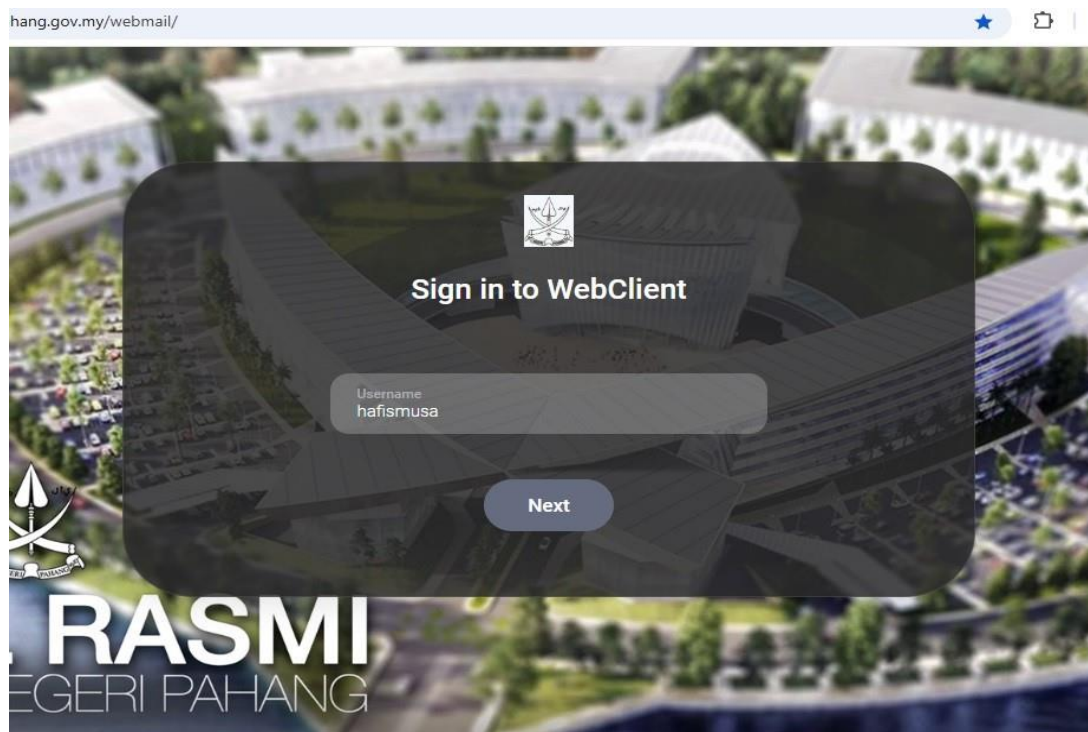 hang.gov.my/webmail/
Sign in to WebClient
Username
hafismusa
Next
RASMI
EGERI PAHANG